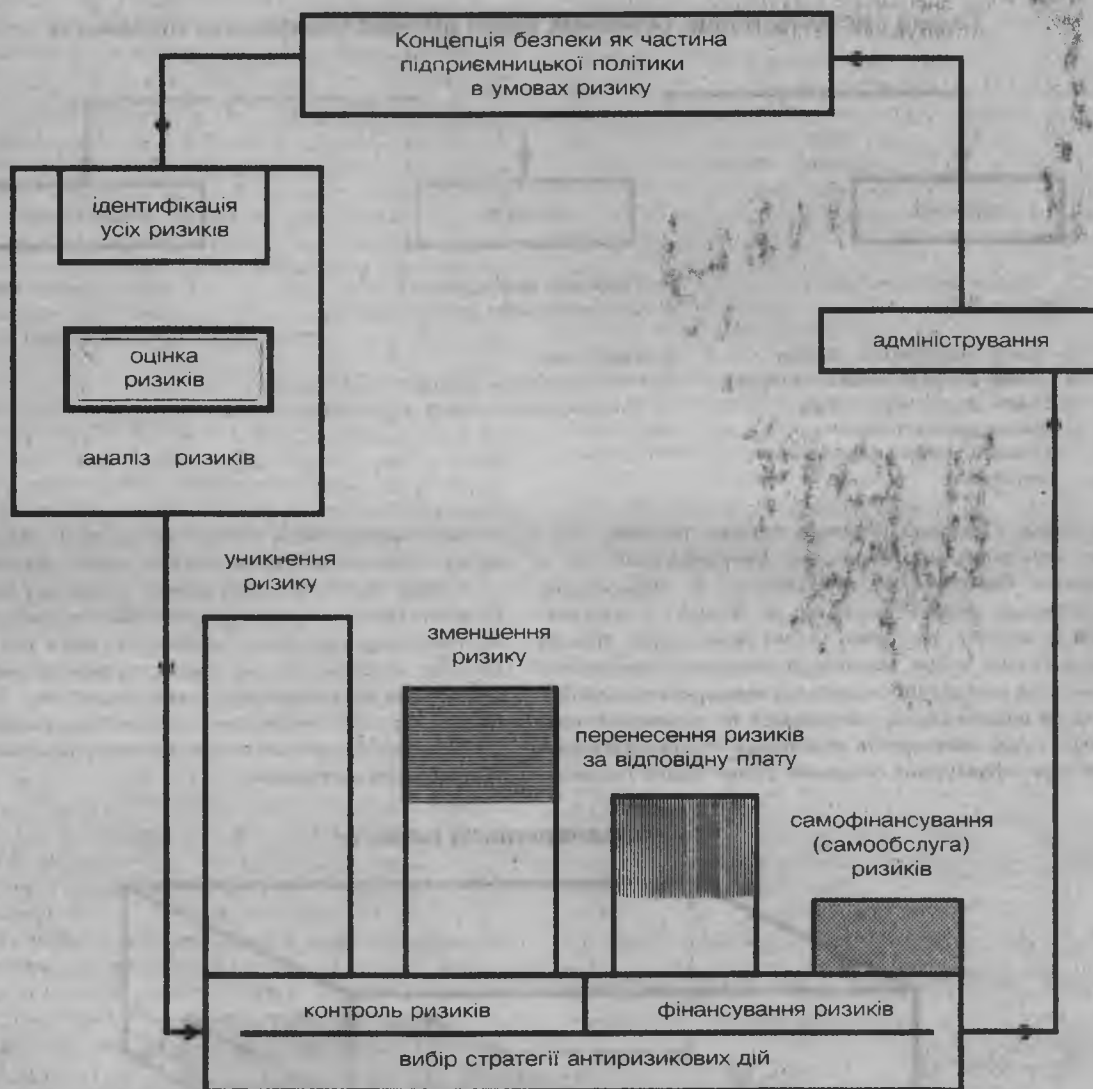 Концепція безпеки як частина
підприємницької політики
в умовах ризику
ідентифікація
усіх ризиків
оцінка
ризиків
аналіз ризиків
адміністрування
уникнення
ризику
зменшення
ризику
перенесення ризиків
за відповідну плату
самофінансування
(самообслуга)
ризиків
контроль ризиків
фінансування ризиків
вибір стратегії антиризикових дій